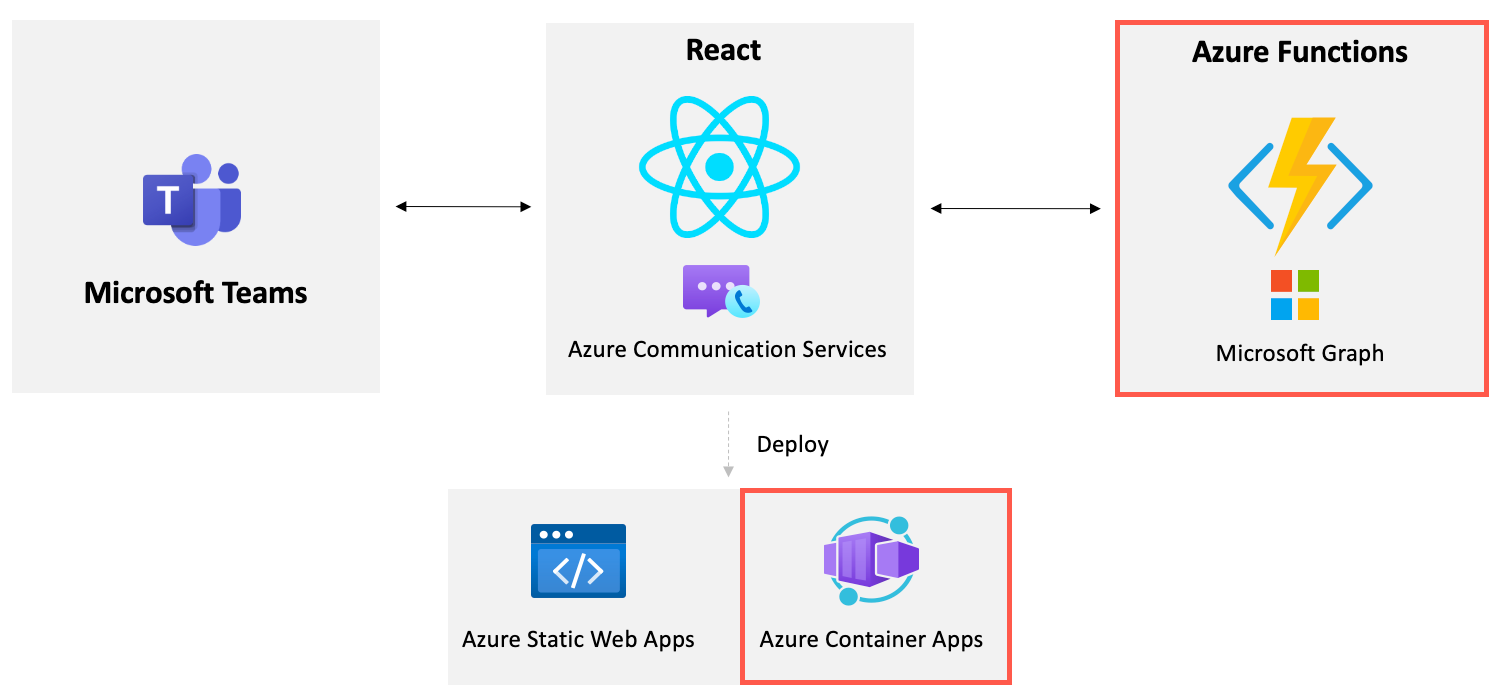 React
Azure Functions
T
Microsoft Teams
Azure Communication Services
Microsoft Graph
Deploy
</>
Azure Static Web Apps
Azure Container Apps